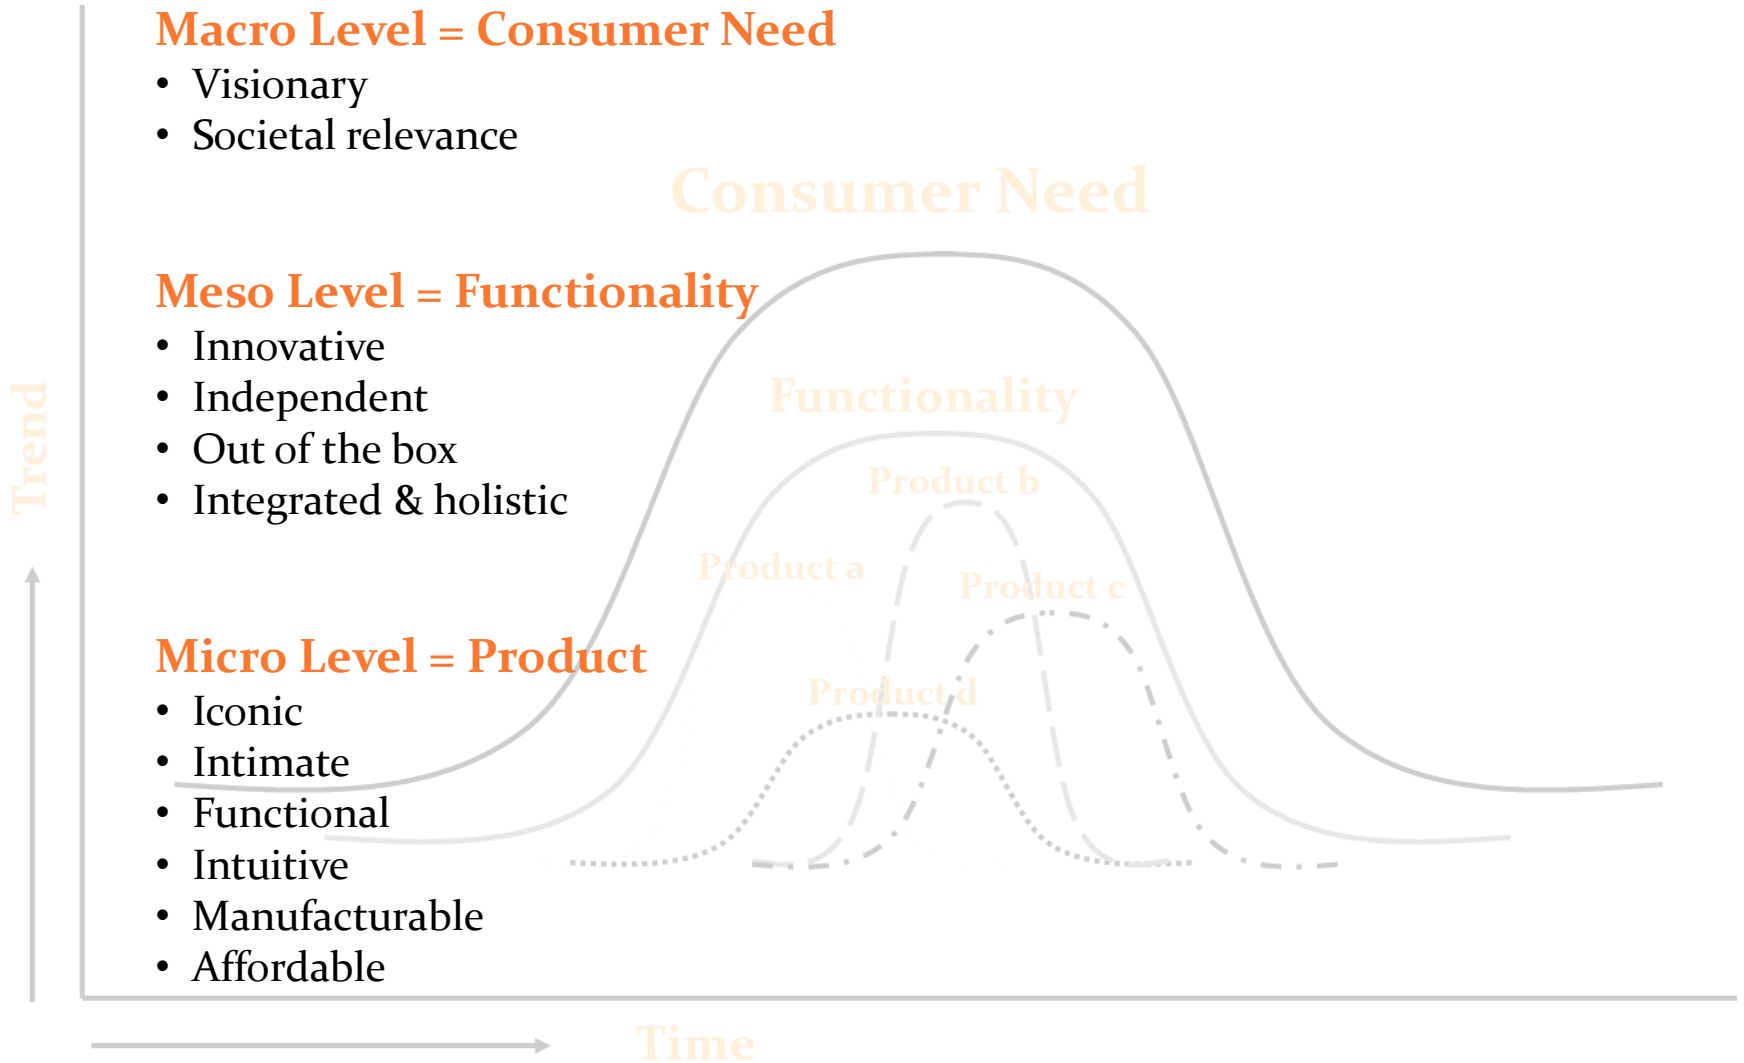 Macro Level = Consumer Need
• Visionary
• Societal relevance
Consumer Need
Meso Level = Functionality
• Innovative
• Independent
• Out of the box
• Integrated & holistic
Functionality
Product b
Product a
Product c
Trend
Micro Level = Product
• Iconic
• Intimate
• Functional
• Intuitive
• Manufacturable
• Affordable
Product d
Time